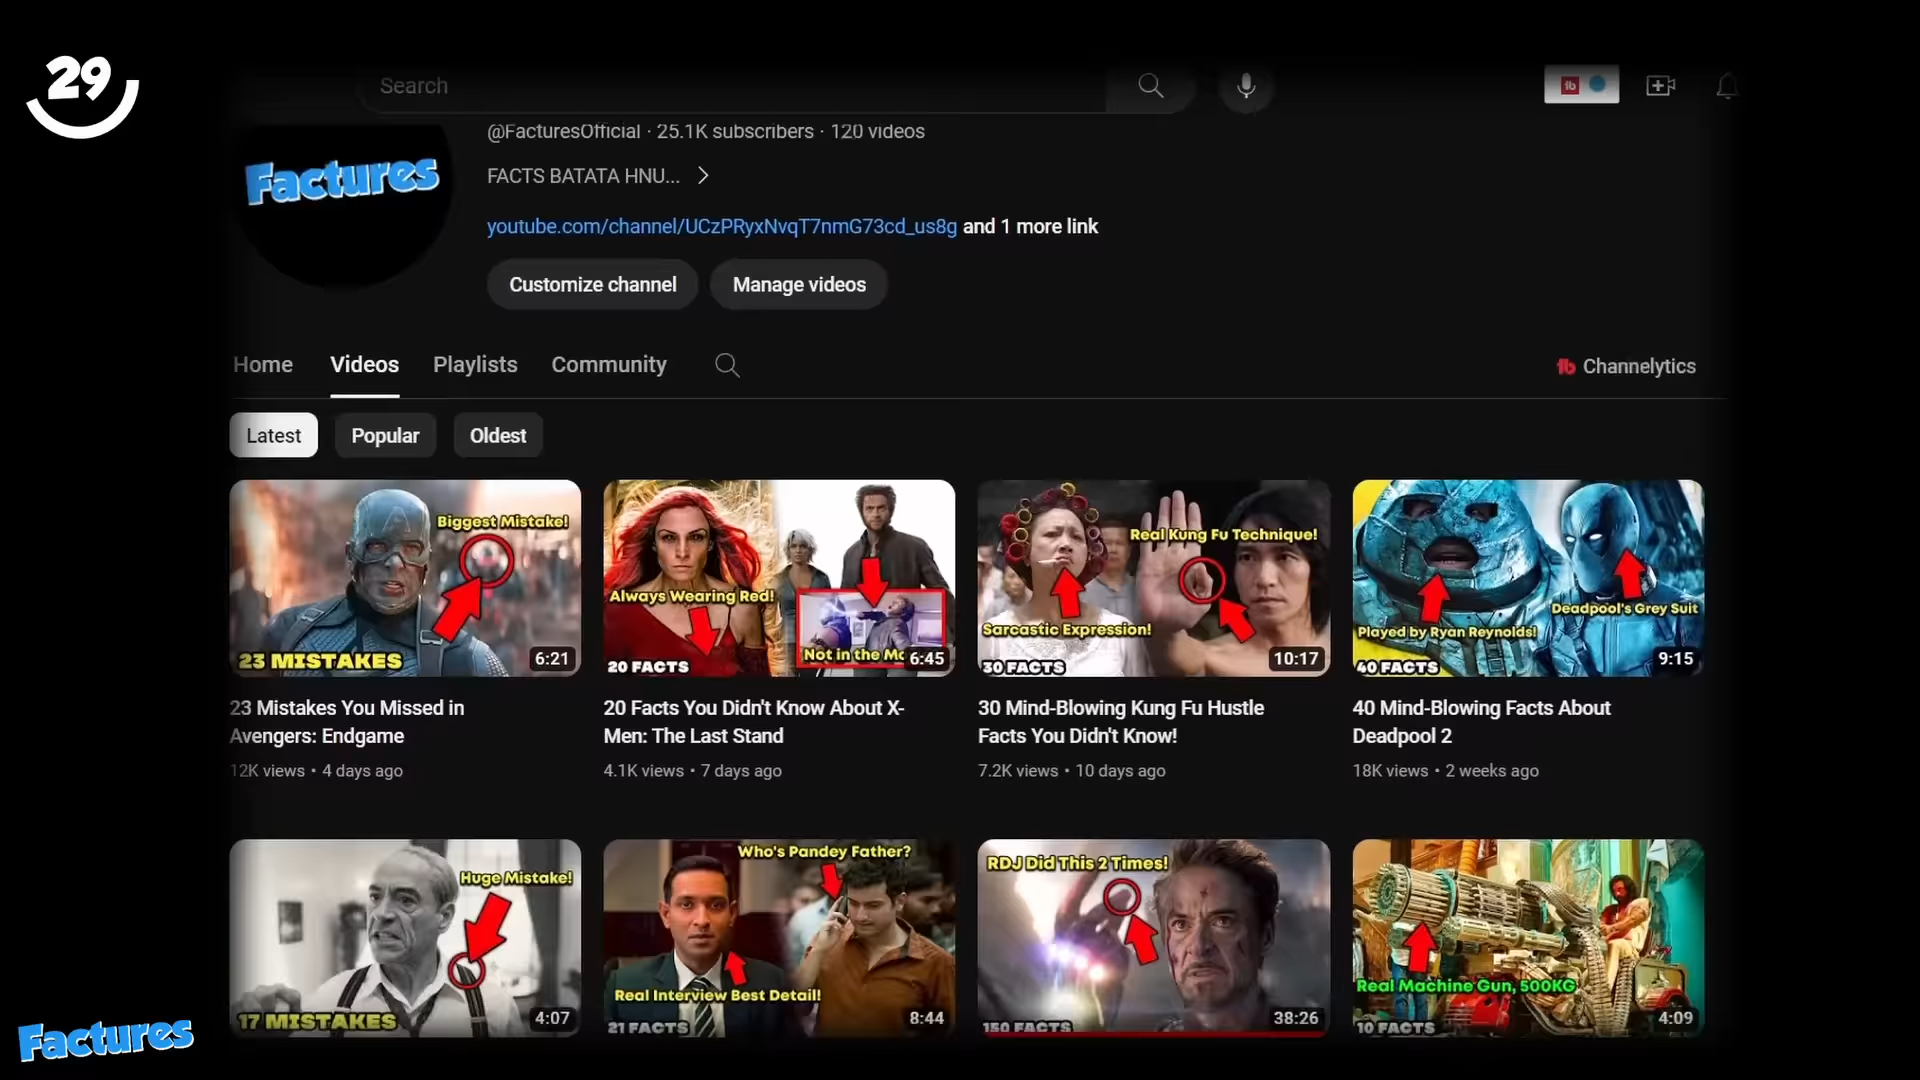 29
Search
@FacturesOfficial · 25.1K subscribers · 120 videos
Factures
FACTS BATATA HNU...
youtube.com/channel/UCzPRyxNvqT7nmG73cd_us8g and 1 more link
Customize channel
Manage videos
Home
Videos
Playlists
Community
Channelytics
Latest
Popular
Oldest
Biggest Mistake!
23 MISTAKES
6:21
Always Wearing Red!
20 FACTS
Not in the Mo
6:45
Real Kung Fu Technique!
Sarcastic Expression!
30 FACTS
10:17
Deadpool's Grey Suit
Played by Ryan Reynolds!
40 FACTS
9:15
23 Mistakes You Missed in
Avengers: Endgame
12K views • 4 days ago
20 Facts You Didn't Know About X-
Men: The Last Stand
4.1K views • 7 days ago
30 Mind-Blowing Kung Fu Hustle
Facts You Didn't Know!
7.2K views • 10 days ago
40 Mind-Blowing Facts About
Deadpool 2
18K views • 2 weeks ago
Huge Mistake!
17 MISTAKES
4:07
Who's Pandey Father?
Real Interview Best Detail!
21 FACTS
8:44
RDJ Did This 2 Times!
150 FACTS
38:26
Real Machine Gun, 500KG
10 FACTS
4:09
Factures